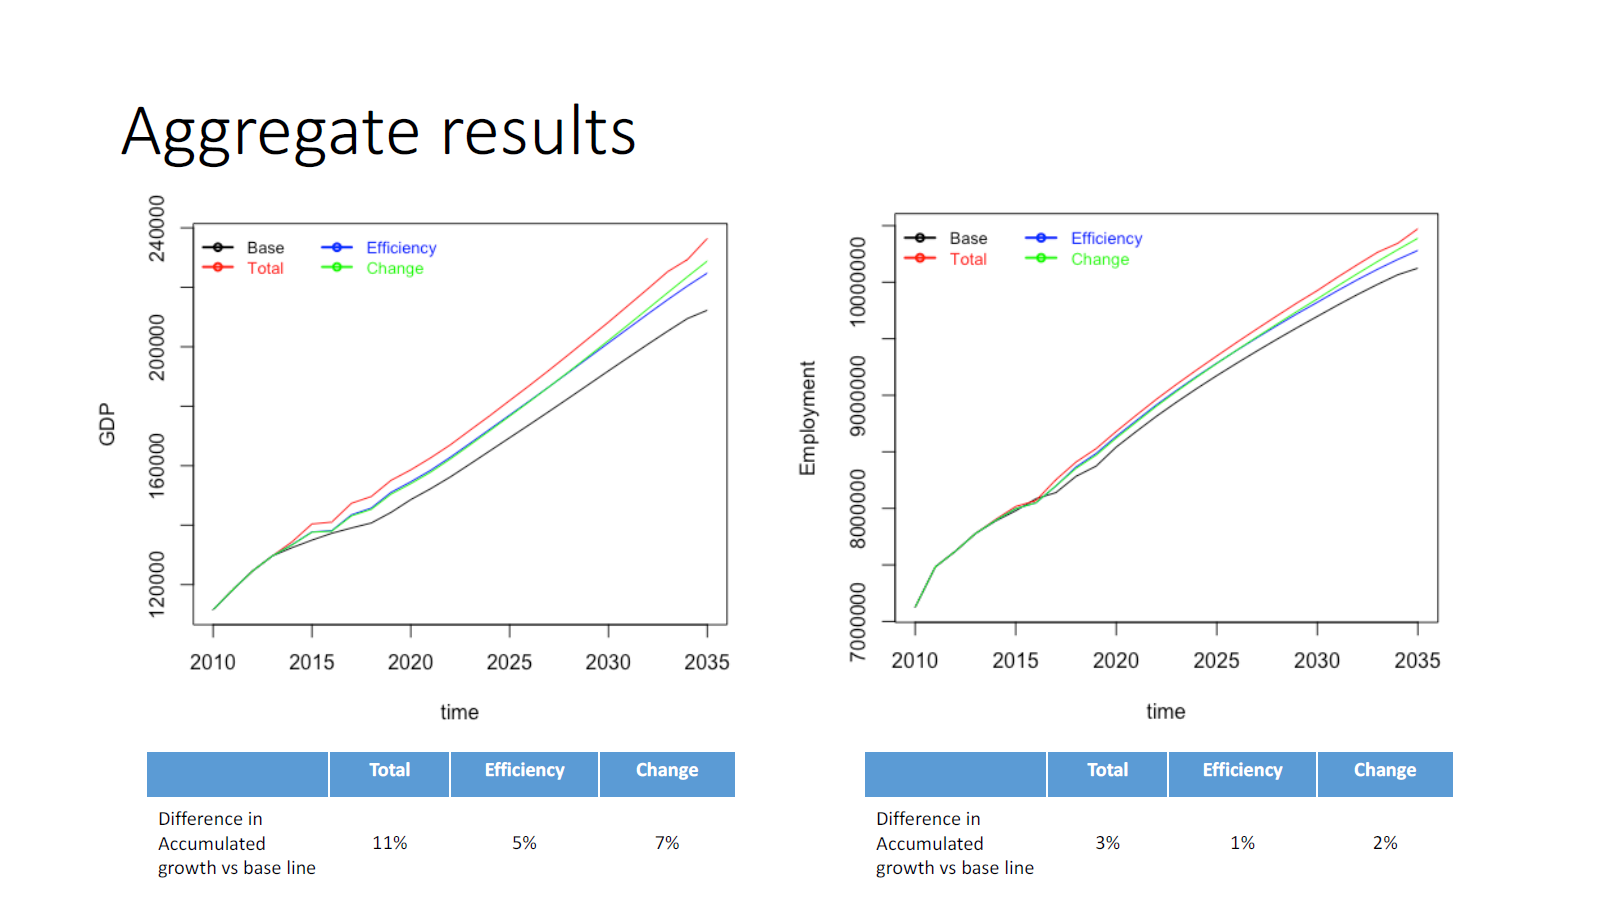 Aggregate results
GDP
240000
200000
160000
120000
Base
Total
Efficiency
Change
2010 2015 2020 2025 2030 2035
time
Employment
10000000
9000000
8000000
7000000
Base
Total
Efficiency
Change
2010 2015 2020 2025 2030 2035
time
Total Efficiency Change
Difference in
Accumulated
growth vs base line
11% 5% 7%
Total Efficiency Change
Difference in
Accumulated
growth vs base line
3% 1% 2%